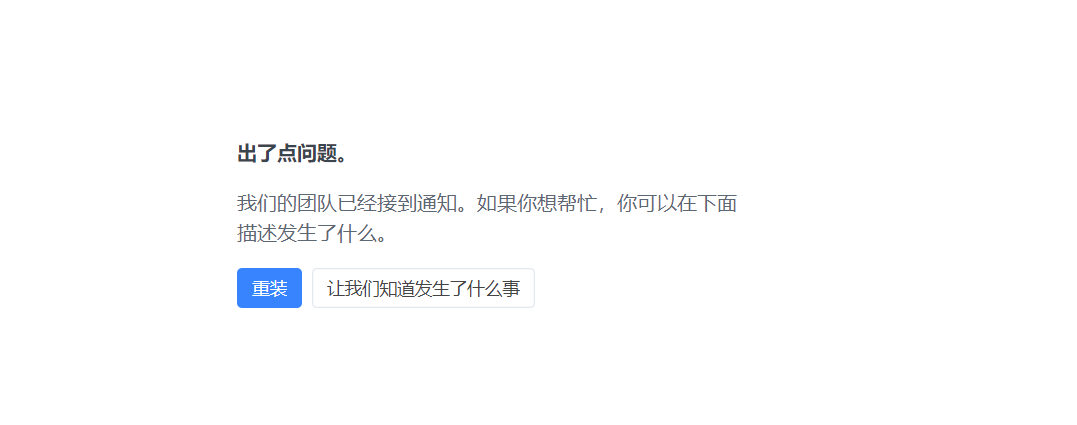 出了点问题。
我们的团队已经接到通知。如果你想帮忙，你可以在下面
描述发生了什么。
重装
让我们知道发生了什么事